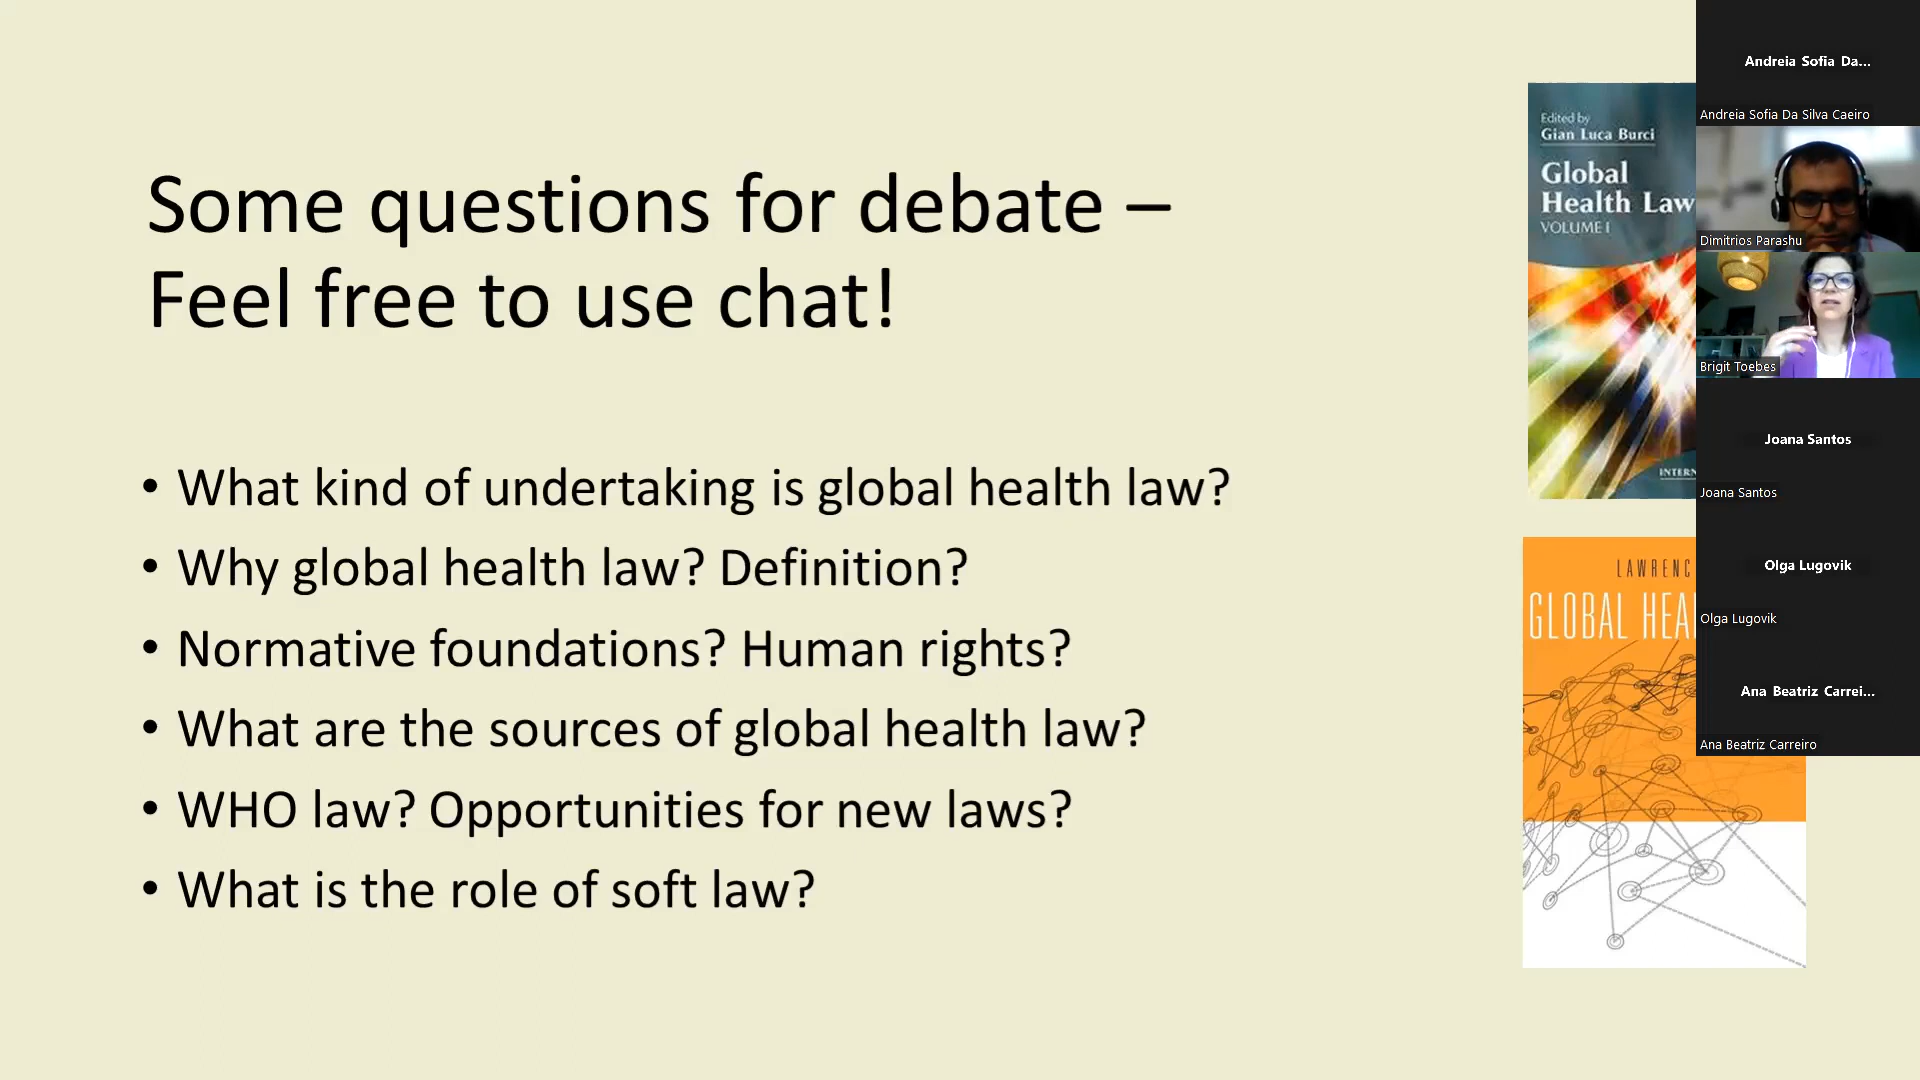 Some questions for debate –
Feel free to use chat!
• What kind of undertaking is global health law?
• Why global health law? Definition?
• Normative foundations? Human rights?
• What are the sources of global health law?
• WHO law? Opportunities for new laws?
• What is the role of soft law?
Edited by
Gian Luca Burci
Global
Health Law
VOLUME I
INTERN
LAWRENC
GLOBAL HEA
Andreia Sofia Da...
Andreia Sofia Da Silva Caeiro
Dimitrios Parashu
Brigit Toebes
Joana Santos
Joana Santos
Olga Lugovik
Olga Lugovik
Ana Beatriz Carrei...
Ana Beatriz Carreiro